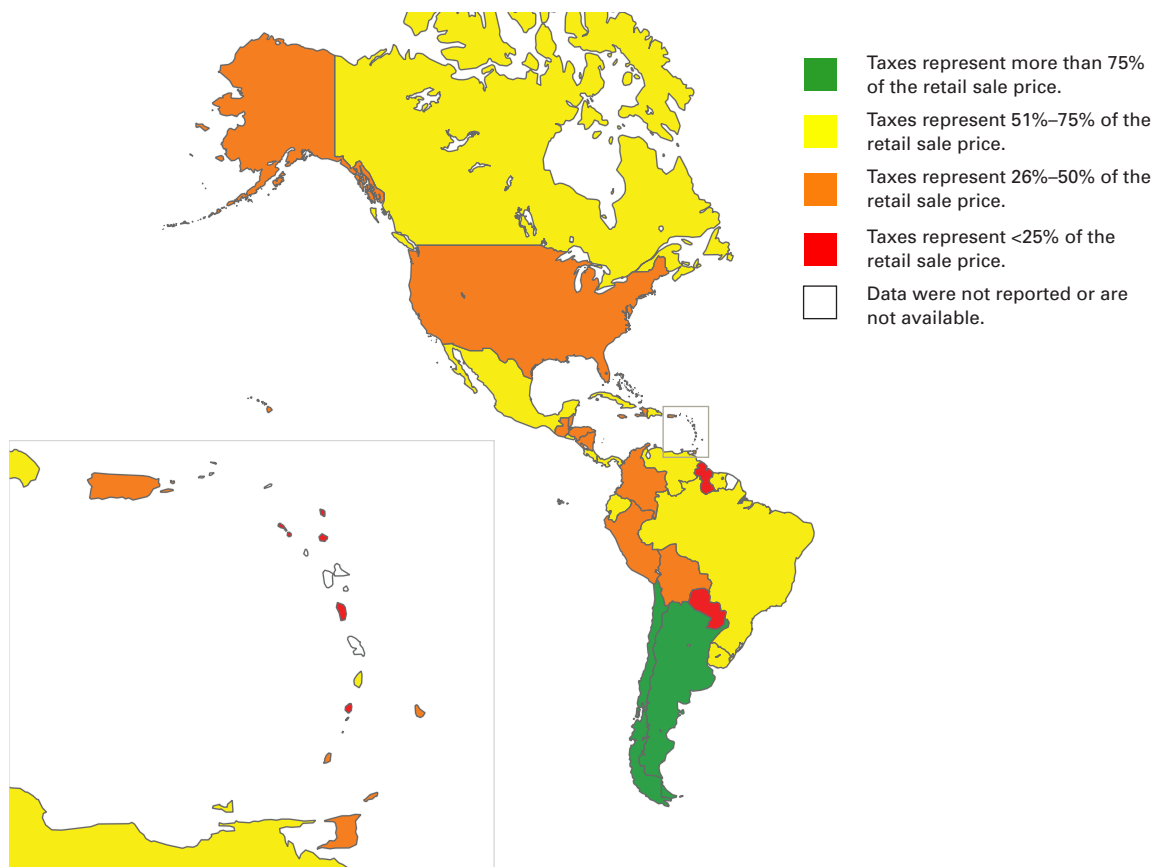 Taxes represent more than 75%
of the retail sale price.
Taxes represent 51%–75% of the
retail sale price.
Taxes represent 26%–50% of the
retail sale price.
Taxes represent <25% of the
retail sale price.
Data were not reported or are
not available.